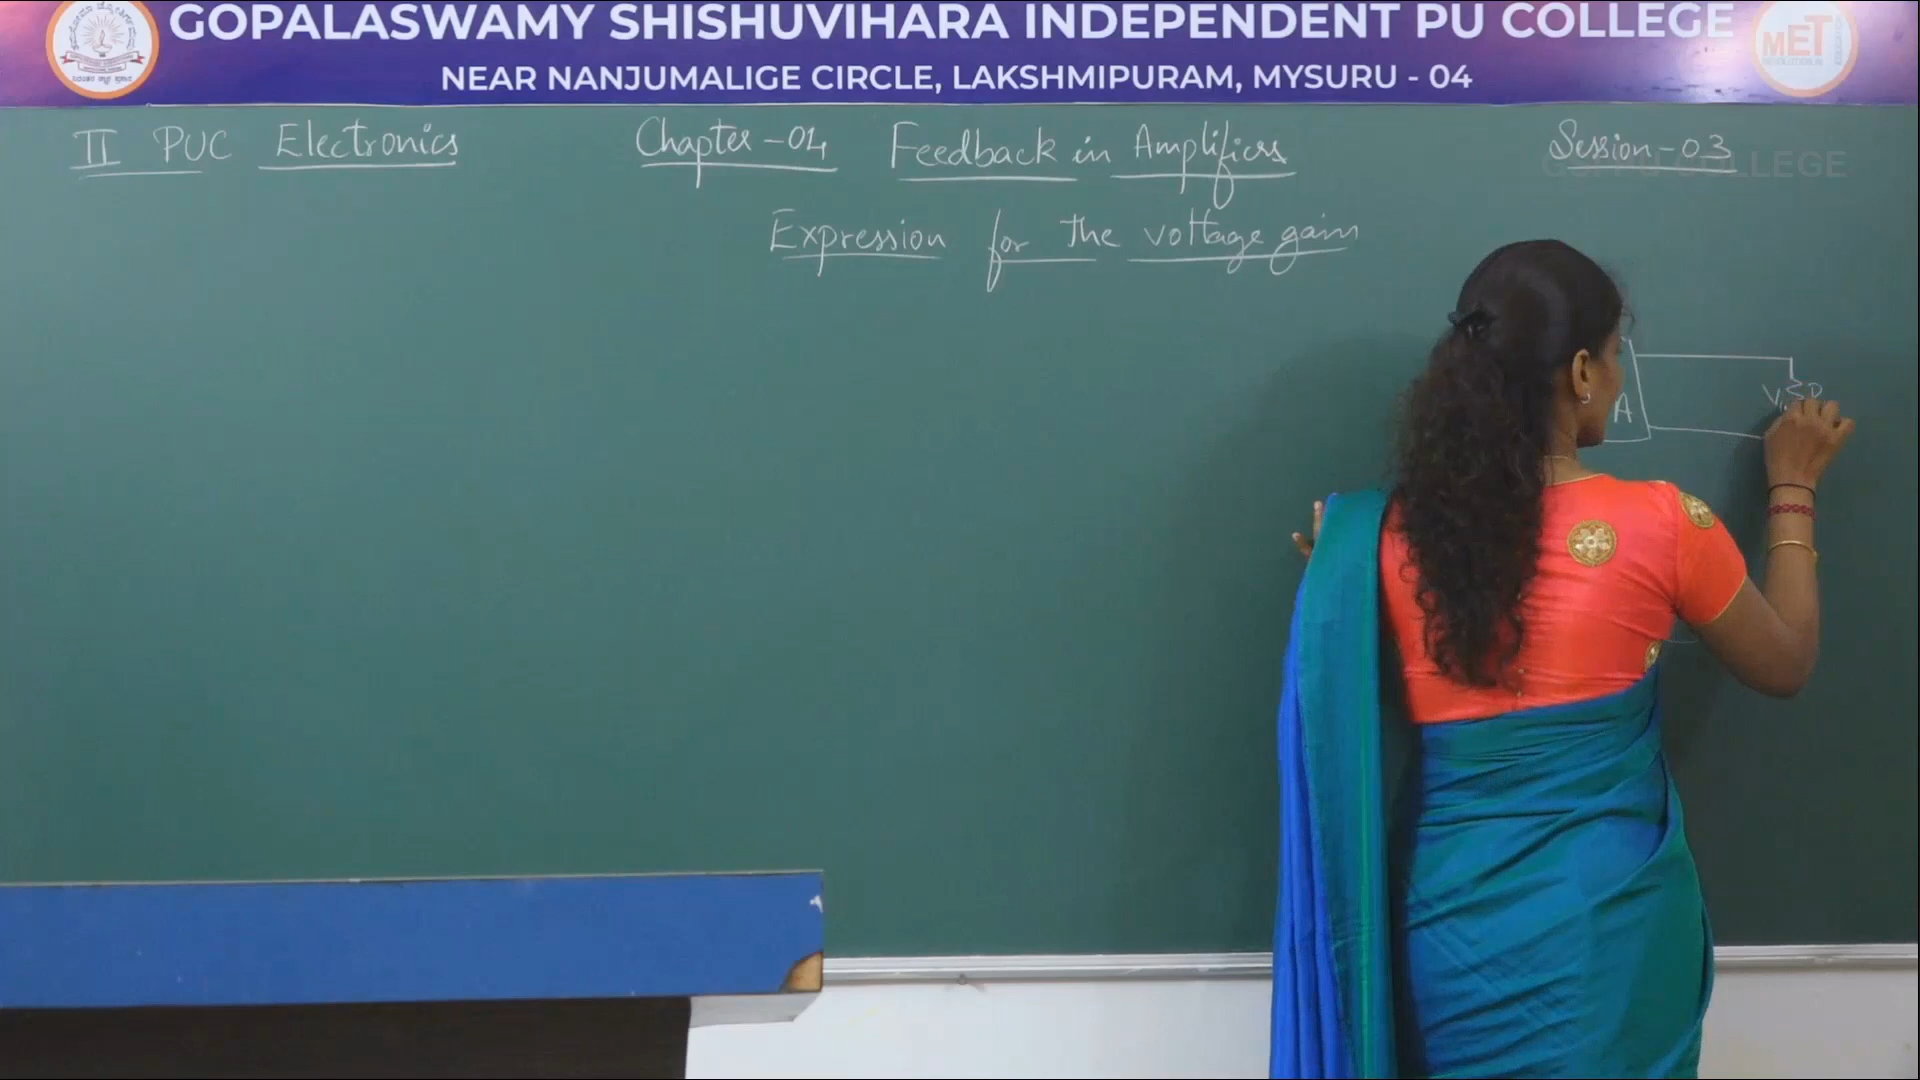 GOPALASWAMY SHISHUVIHARA INDEPENDENT PU COLLEGE
MET
NEAR NANJUMALIGE CIRCLE, LAKSHMIPURAM, MYSURU - 04
II PUC Electronics
Chapter - 04 Feedback in Amplifiers
Session - 03
Expression for the voltage gain
A